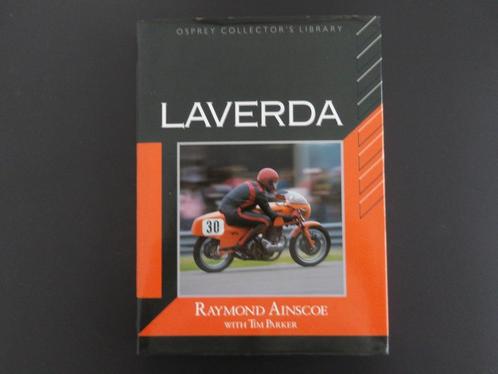 OSPREY COLLECTOR'S LIBRARY
LAVERDA
30
RAYMOND AINSCOE
WITH TIM PARKER